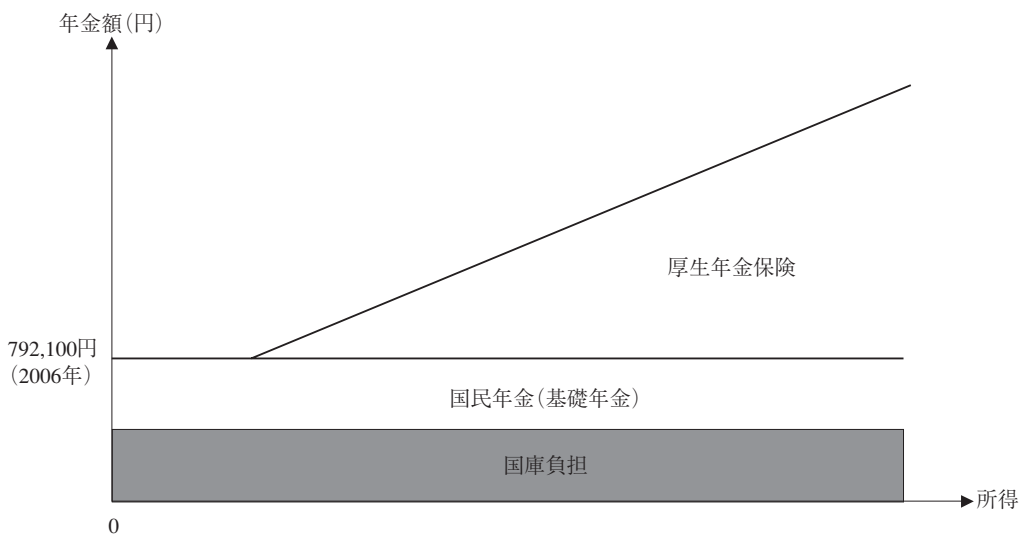 年金額(円)
厚生年金保険
792,100円
(2006年)
国民年金(基礎年金)
国庫負担
所得
0